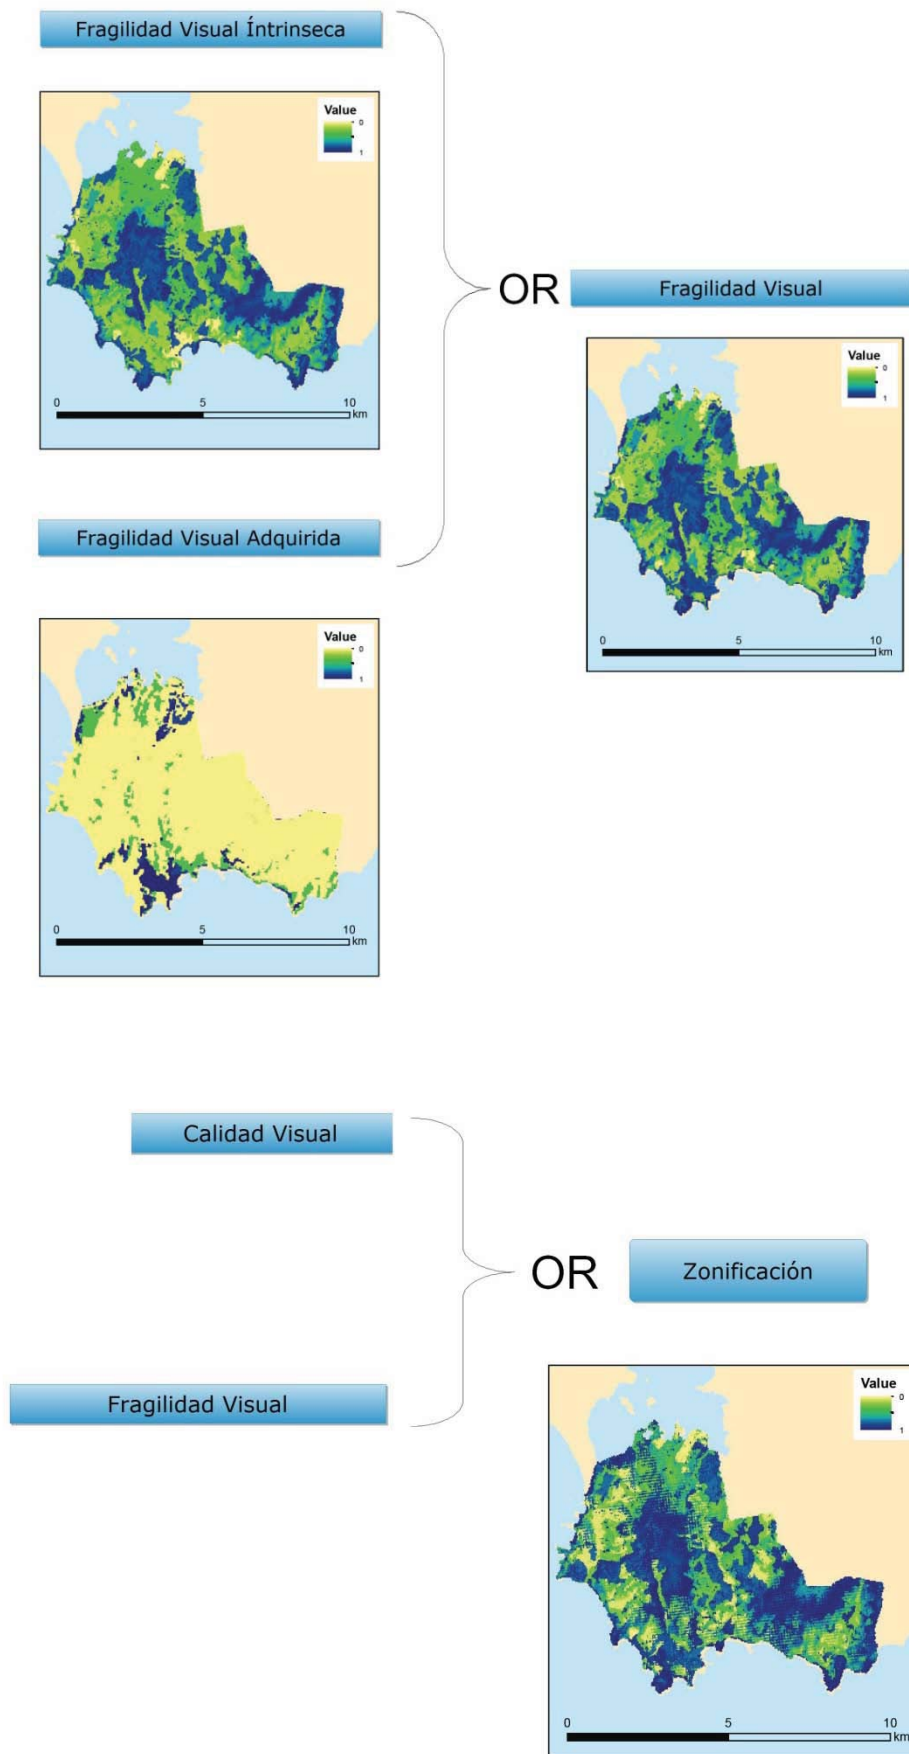 Fragilidad Visual Íntrinseca
Value
0
1
0 5 10
km
OR
Fragilidad Visual
Value
0
1
0 5 10
km
Fragilidad Visual Adquirida
Value
0
1
0 5 10
km
Calidad Visual
OR
Zonificación
Fragilidad Visual
Value
0
1
0 5 10
km